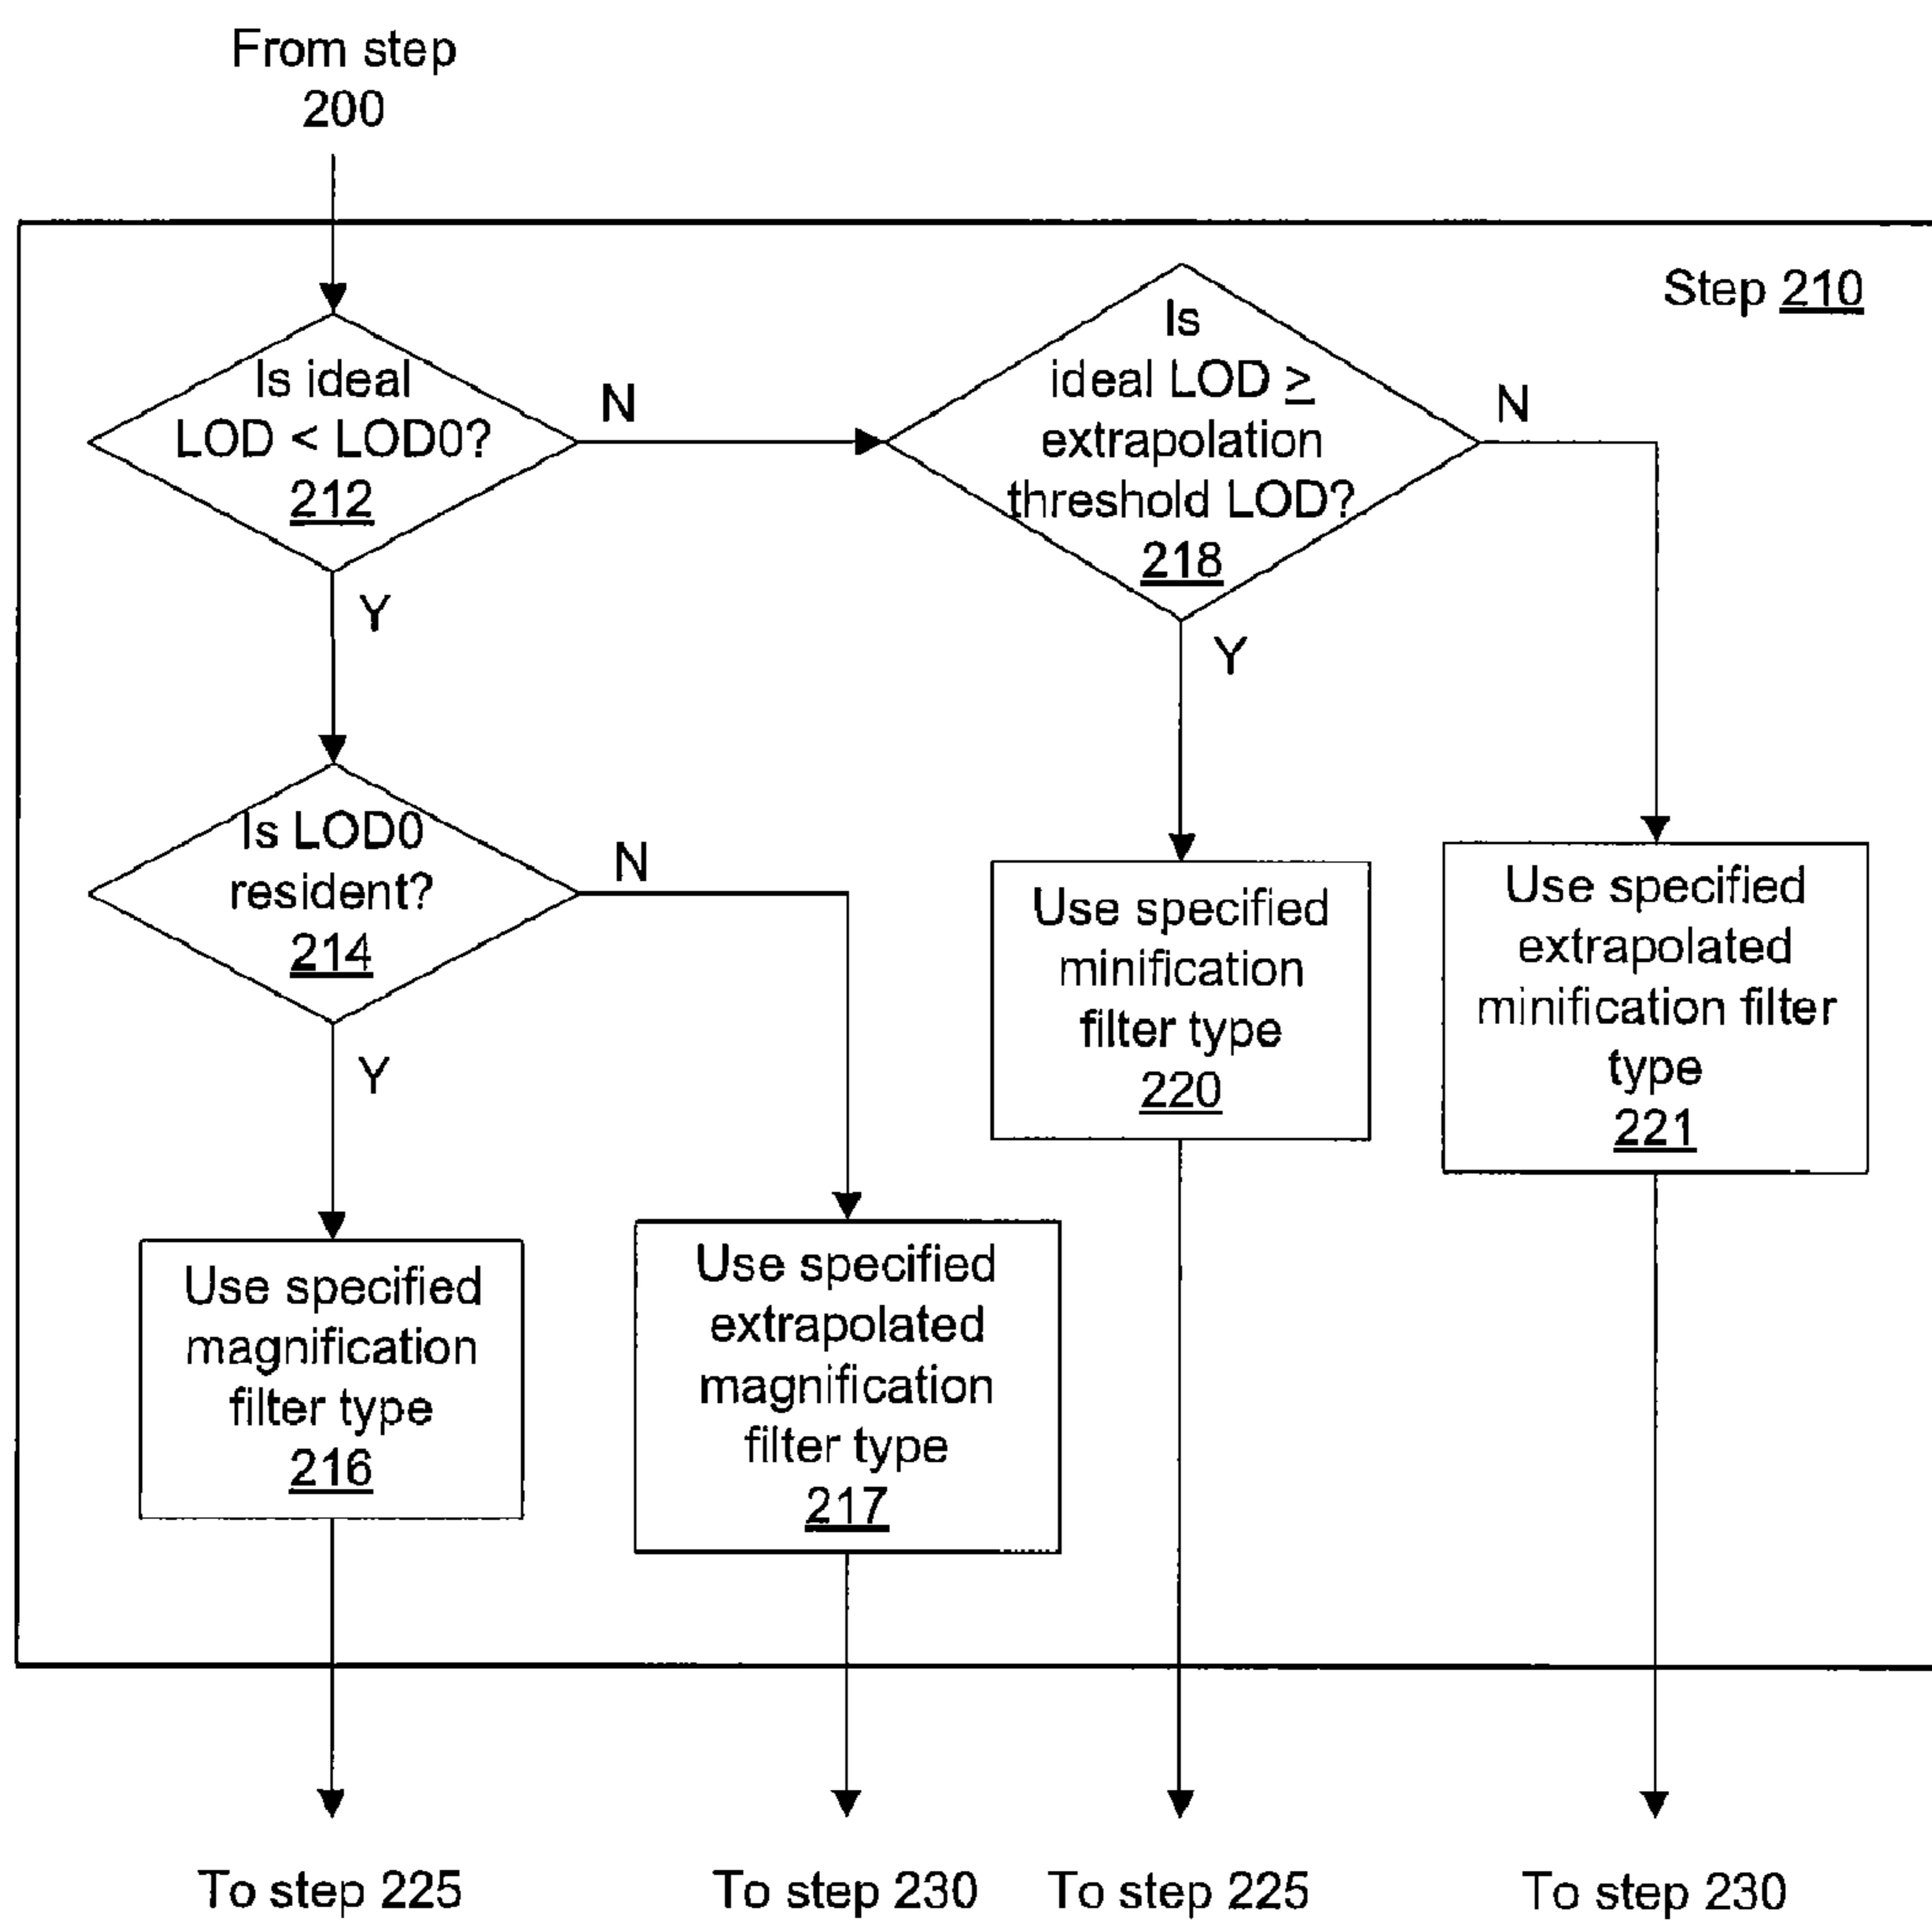 From step
200
Step 210
Is ideal
LOD < LOD0?
212
N
Y
Is
ideal LOD ≥
extrapolation
threshold LOD?
218
N
Y
Is LOD0
resident?
214
N
Y
Use specified
minification
filter type
220
Use specified
extrapolated
minification filter
type
221
Use specified
magnification
filter type
216
Use specified
extrapolated
magnification
filter type
217
To step 225
To step 230
To step 225
To step 230